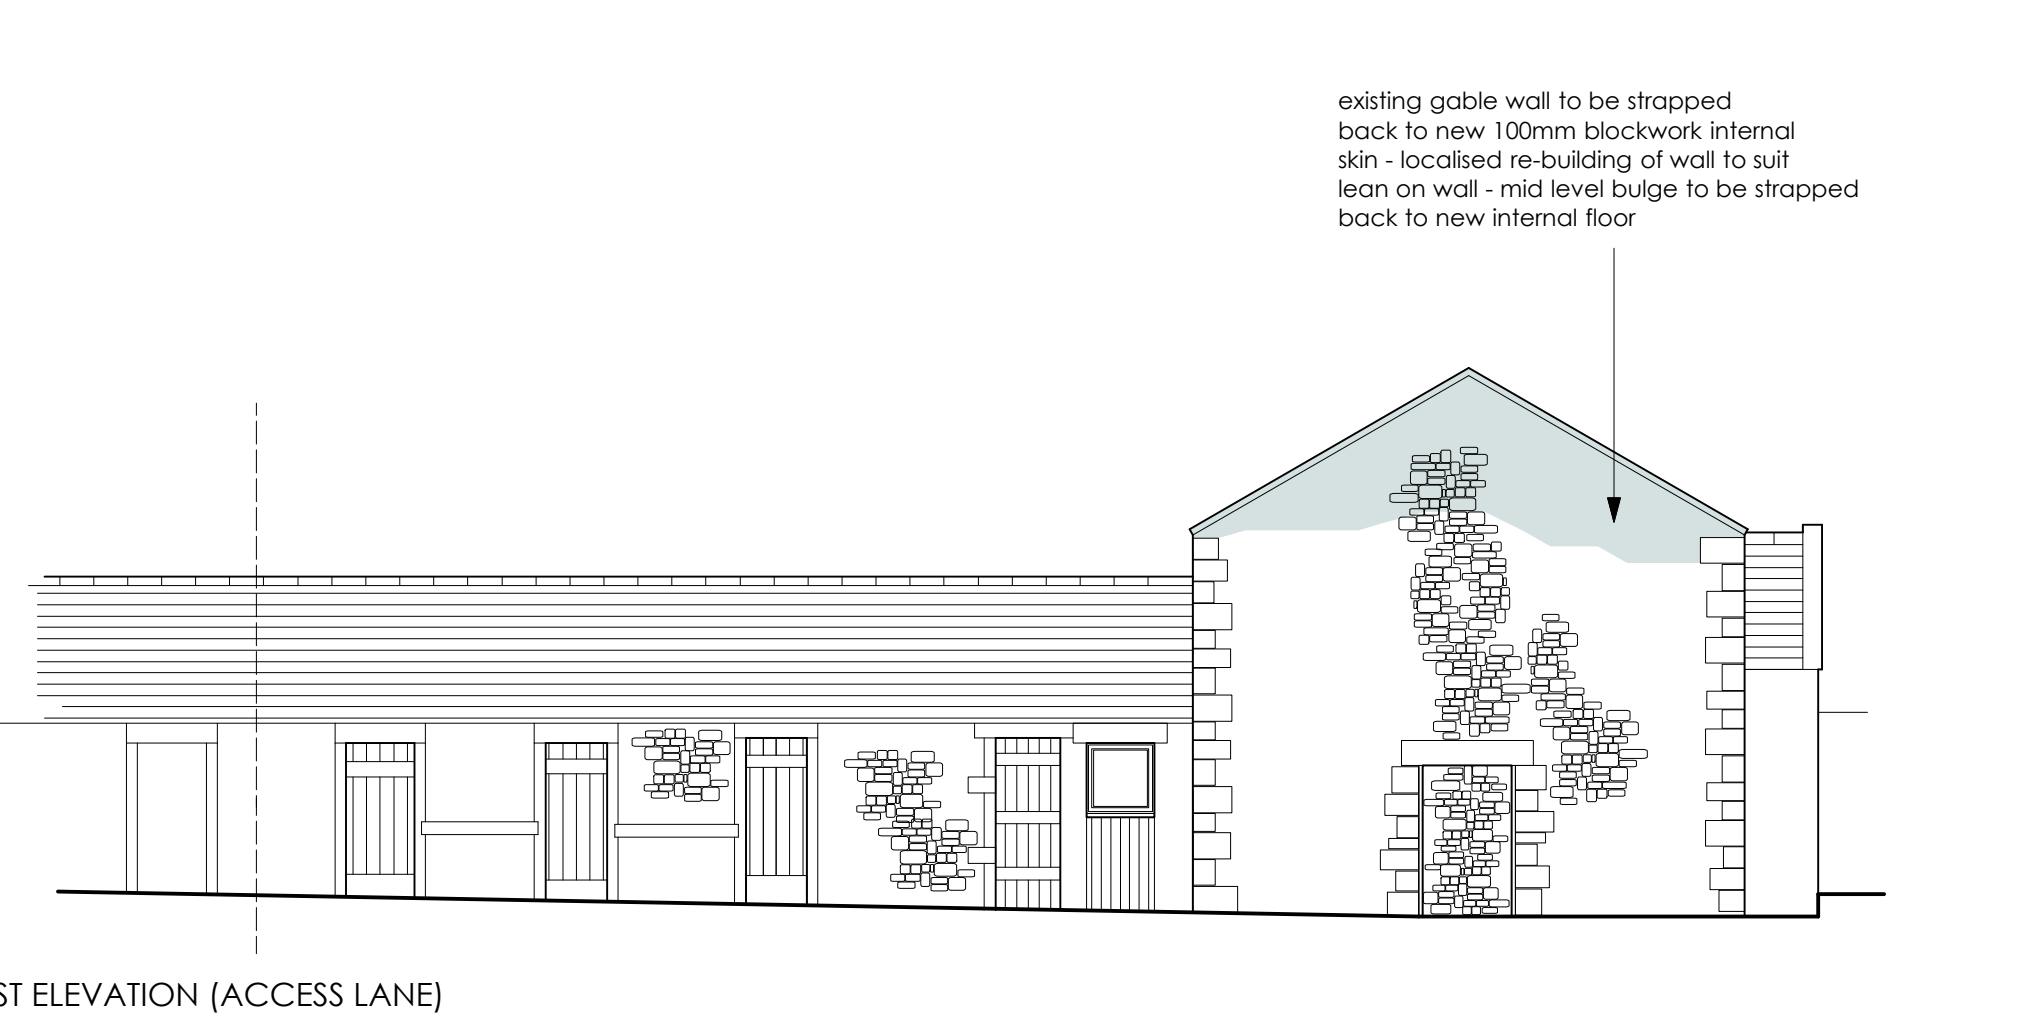 existing gable wall to be strapped
back to new 100mm blockwork internal
skin - localised re-building of wall to suit
lean on wall - mid level bulge to be strapped
back to new internal floor
ST ELEVATION (ACCESS LANE)